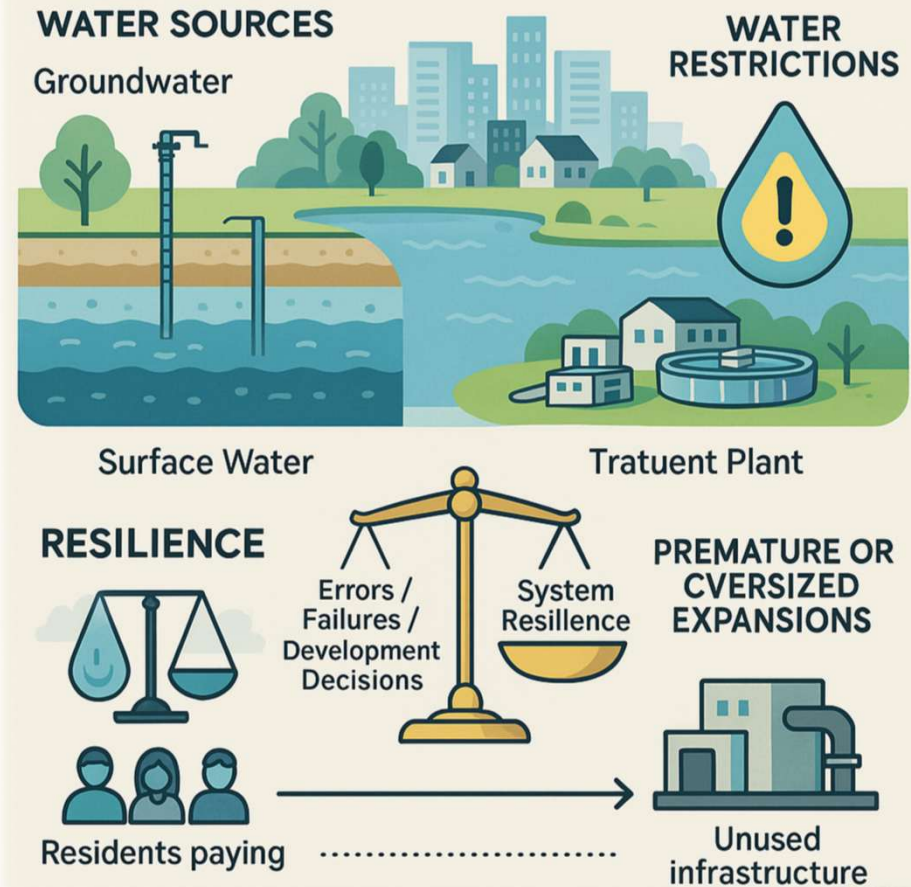 WATER SOURCES
Groundwater
WATER
RESTRICTIONS
Surface Water
Tratuent Plant
RESILIENCE
Errors /
Failures /
Development
Decisions
System
Resillence
PREMATURE OR
CVERSIZED
EXPANSIONS
Residents paying
Unused
infrastructure